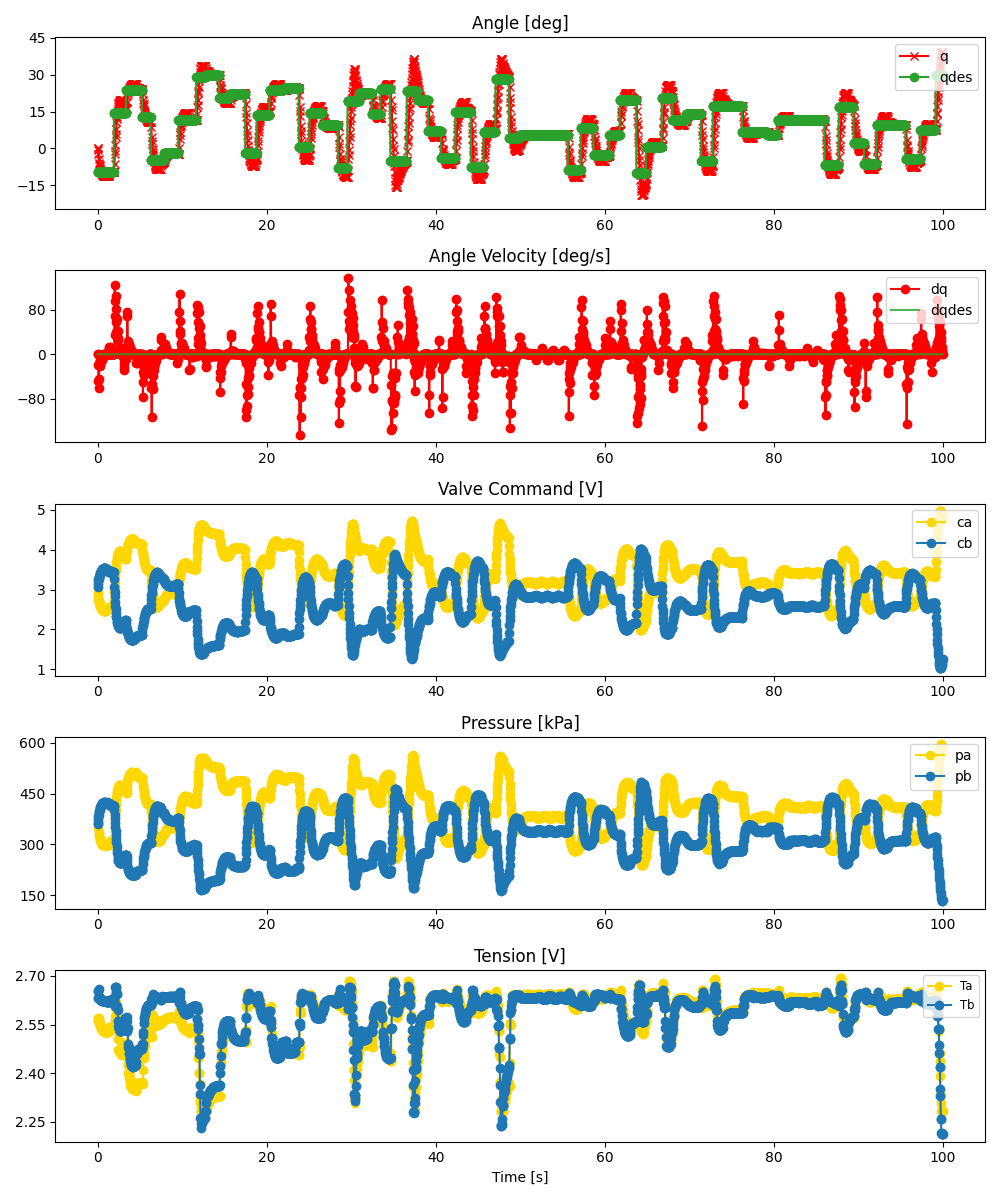 Angle [deg]
45
30
15
0
−15
q
qdes
0 20 40 60 80 100
Angle Velocity [deg/s]
80
0
−80
dq
dqdes
0 20 40 60 80 100
Valve Command [V]
5
4
3
2
1
ca
cb
0 20 40 60 80 100
Pressure [kPa]
600
450
300
150
pa
pb
0 20 40 60 80 100
Tension [V]
2.70
2.55
2.40
2.25
Ta
Tb
0 20 40 60 80 100
Time [s]